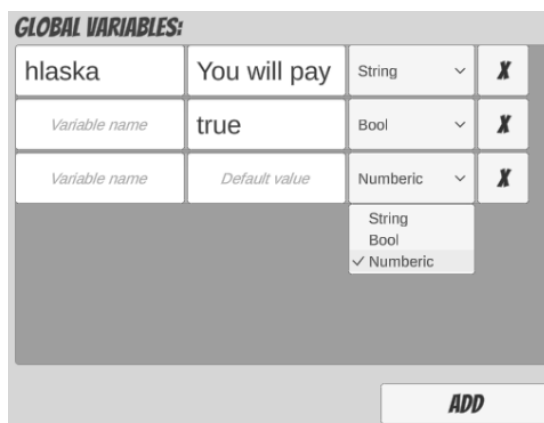 GLOBAL VARIABLES:
hlaska You will pay String X
Variable name true Bool X
Variable name Default value Numberic X
String
Bool
Numberic
ADD